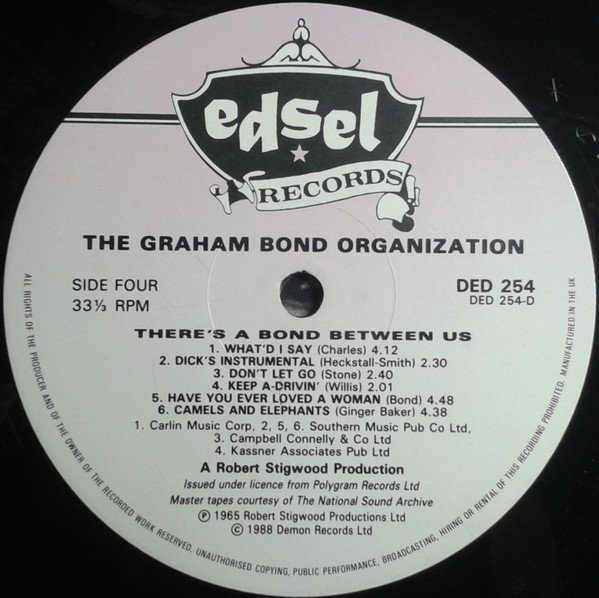 edsel
RECORDS
THE GRAHAM BOND ORGANIZATION
SIDE FOUR
33⅓ RPM
DED 254
DED 254-D
THERE'S A BOND BETWEEN US
1. WHAT'D I SAY (Charles) 4.12
2. DICK'S INSTRUMENTAL (Heckstall-Smith) 2.30
3. DON'T LET GO (Stone) 2.40
4. KEEP A-DRIVIN' (Willis) 2.01
5. HAVE YOU EVER LOVED A WOMAN (Bond) 4.48
6. CAMELS AND ELEPHANTS (Ginger Baker) 4.38
1. Carlin Music Corp, 2, 5, 6. Southern Music Pub Co Ltd,
3. Campbell Connelly & Co Ltd
4. Kassner Associates Pub Ltd
A Robert Stigwood Production
Issued under licence from Polygram Records Ltd
Master tapes courtesy of The National Sound Archive
℗ 1965 Robert Stigwood Productions Ltd
© 1988 Demon Records Ltd
ALL RIGHTS OF THE PRODUCER AND OF THE OWNER OF THE RECORDED WORK RESERVED. UNAUTHORISED COPYING, PUBLIC PERFORMANCE, BROADCASTING, HIRING OR RENTAL OF THIS RECORDING PROHIBITED. MANUFACTURED IN THE UK